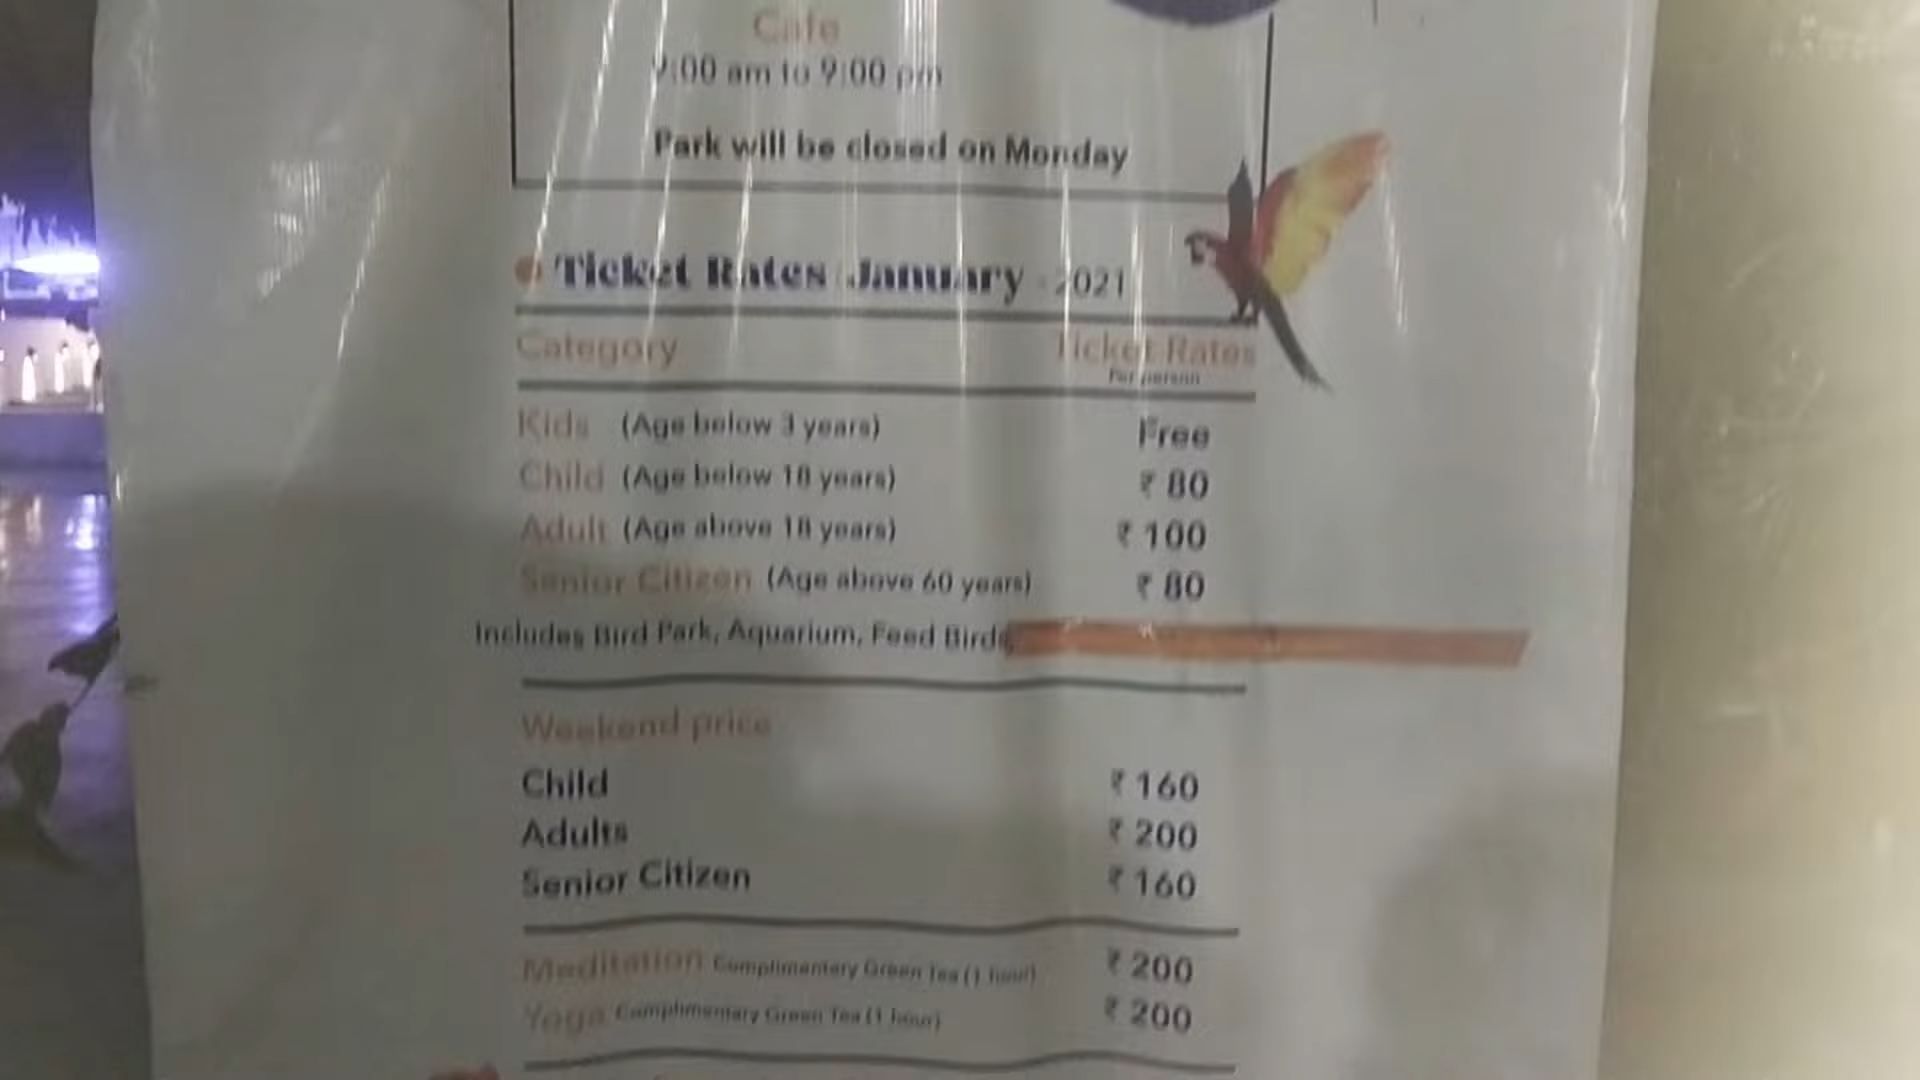 Cafe
9:00 am to 9:00 pm
Park will be closed on Monday
Ticket Rates January - 2021
Category Ticket Rates
Per person
Kids (Age below 3 years) Free
Child (Age below 18 years) ₹ 80
Adult (Age above 18 years) ₹ 100
Senior Citizen (Age above 60 years) ₹ 80
Includes Bird Park, Aquarium, Feed Birds
Weekend price
Child ₹ 160
Adults ₹ 200
Senior Citizen ₹ 160
Meditation Complimentary Green Tea (1 hour) ₹ 200
Yoga Complimentary Green Tea (1 hour) ₹ 200